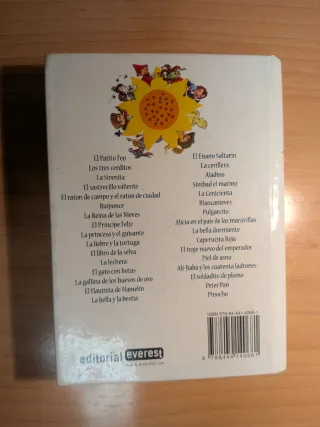 El Patito Feo
Los tres cerditos
La Sirenita
El sastrecillo valiente
El ratón de campo y el ratón de ciudad
Rapónce
La Reina de las Nieves
El Príncipe Feliz
La princesa y el guisante
La liebre y la tortuga
El libro de la selva
La lechera
El gato con botas
La gallina de los huevos de oro
El Flautista de Hamelín
La bella y la bestia
El Enano Saltarín
La cerillera
Aladino
Simbad el marino
La Cenicienta
Blancanieves
Pulgarcito
Alicia en el país de las maravillas
La bella durmiente
Caperucita Roja
El traje nuevo del emperador
Piel de asno
Alí Babá y los cuarenta ladrones
El soldadito de plomo
Peter Pan
Pinocho
editorial everest